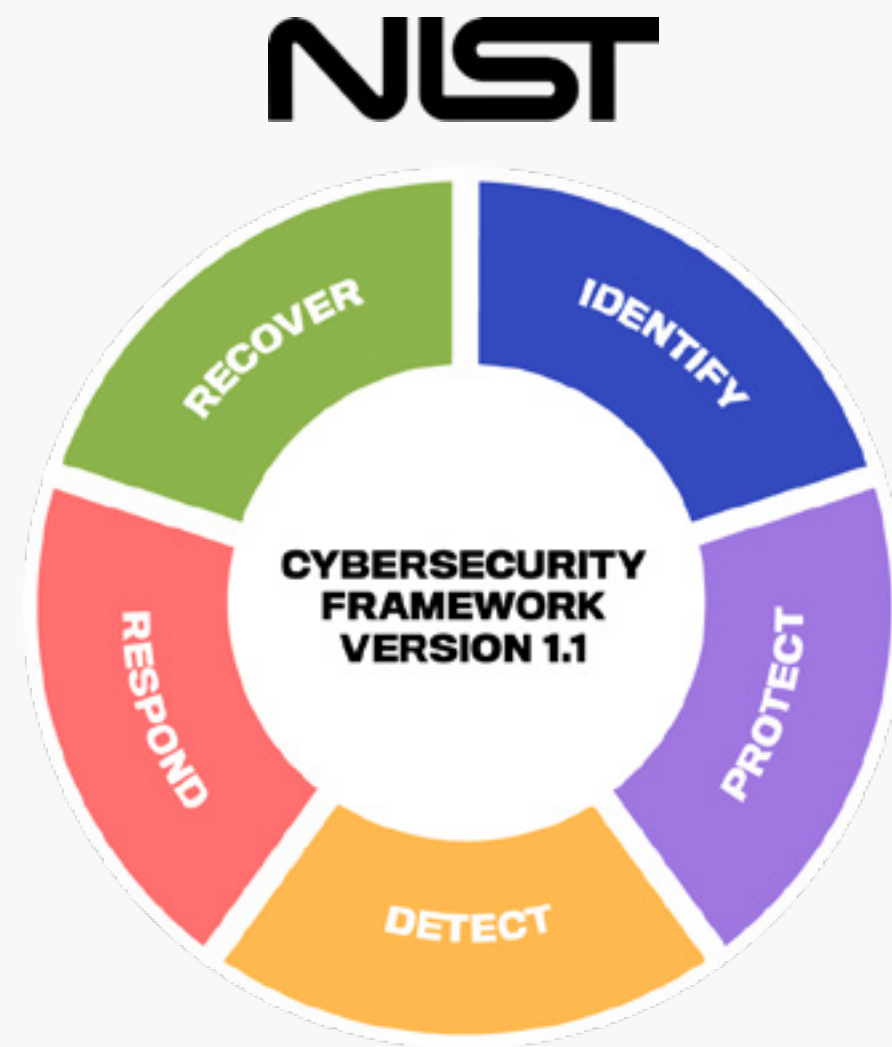 NIST
RECOVER
IDENTIFY
CYBERSECURITY
FRAMEWORK
VERSION 1.1
RESPOND
PROTECT
DETECT